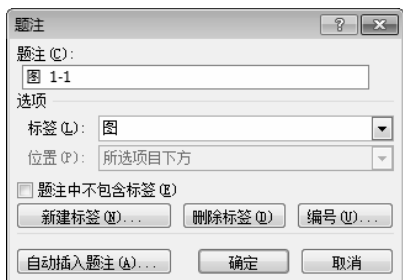 题注
题注(C):
图 1-1
选项
标签(L): 图
位置(P): 所选项目下方
题注中不包含标签(E)
新建标签(N)... 删除标签(D) 编号(U)...
自动插入题注(A)... 确定 取消